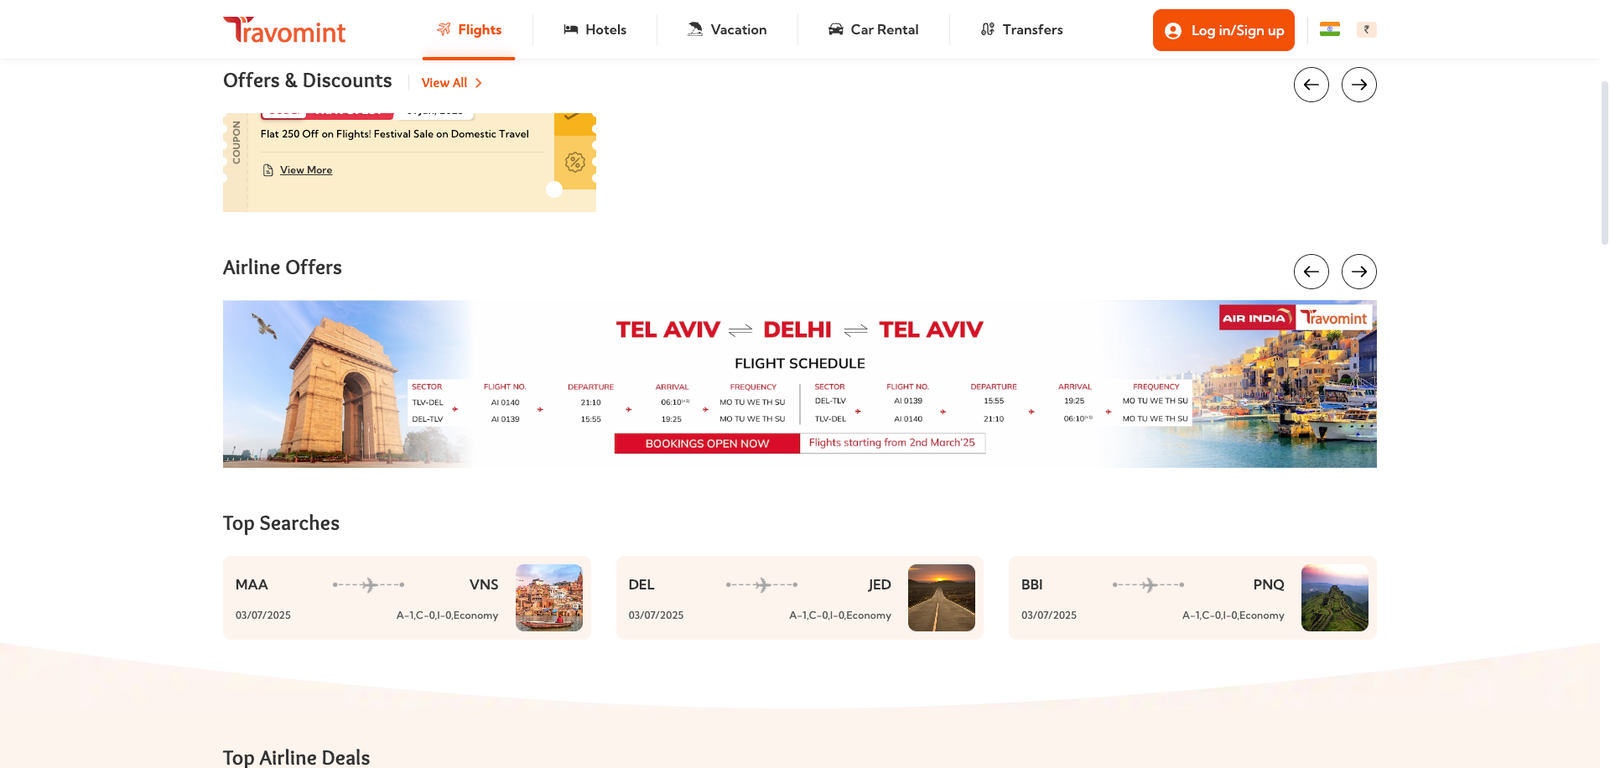 Travomint
Flights
Hotels
Vacation
Car Rental
Transfers
Log in/Sign up
₹
Offers & Discounts
View All
COUPON
Flat 250 Off on Flights! Festival Sale on Domestic Travel
View More
Airline Offers
TEL AVIV DELHI TEL AVIV
AIR INDIA Travomint
FLIGHT SCHEDULE
SECTOR FLIGHT NO. DEPARTURE ARRIVAL FREQUENCY
TLV-DEL AI 0140 21:10 06:10(+1) MO TU WE TH SU
DEL-TLV AI 0139 15:55 19:25 MO TU WE TH SU
SECTOR FLIGHT NO. DEPARTURE ARRIVAL FREQUENCY
DEL-TLV AI 0139 15:55 19:25 MO TU WE TH SU
TLV-DEL AI 0140 21:10 06:10(+1) MO TU WE TH SU
BOOKINGS OPEN NOW Flights starting from 2nd March'25
Top Searches
MAA VNS
03/07/2025 A-1,C-0,I-0,Economy
DEL JED
03/07/2025 A-1,C-0,I-0,Economy
BBI PNQ
03/07/2025 A-1,C-0,I-0,Economy
Top Airline Deals